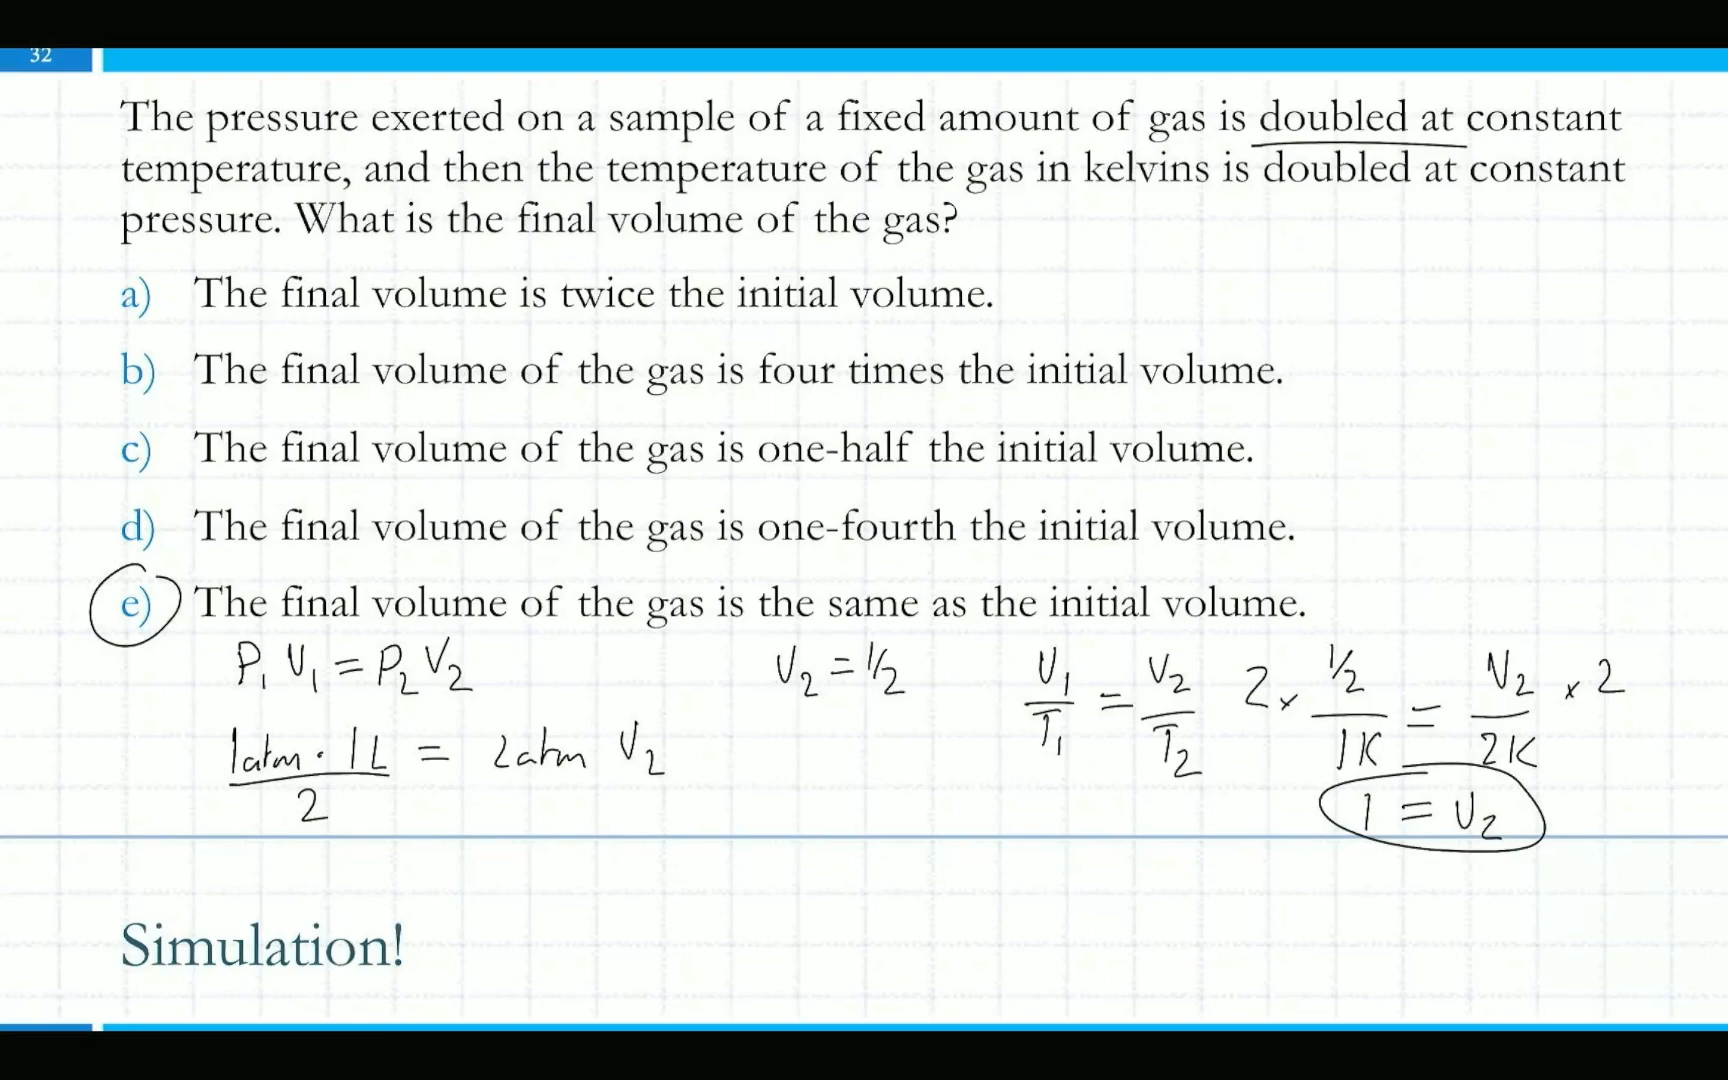 32
The pressure exerted on a sample of a fixed amount of gas is doubled at constant
temperature, and then the temperature of the gas in kelvins is doubled at constant
pressure. What is the final volume of the gas?
a) The final volume is twice the initial volume.
b) The final volume of the gas is four times the initial volume.
c) The final volume of the gas is one-half the initial volume.
d) The final volume of the gas is one-fourth the initial volume.
e) The final volume of the gas is the same as the initial volume.
P₁ V₁ = P₂ V₂
1atm · 1L / 2 = 2atm V₂
V₂ = 1/2
V₁/T₁ = V₂/T₂
2 × ½/1K = V₂/2K × 2
1 = V₂
Simulation!